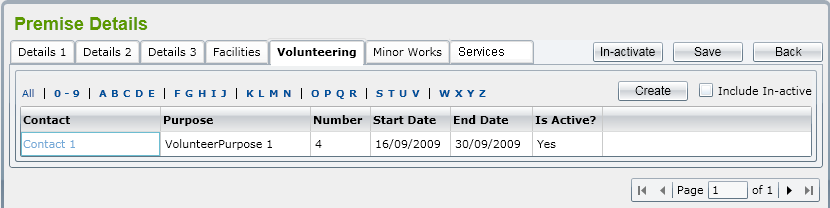 Premise Details
Details 1 Details 2 Details 3 Facilities Volunteering Minor Works Services In-activate Save Back
All | 0 - 9 | A B C D E | F G H I J | K L M N | O P Q R | S T U V | W X Y Z Create Include In-active
Contact Purpose Number Start Date End Date Is Active?
Contact 1 VolunteerPurpose 1 4 16/09/2009 30/09/2009 Yes
Page 1 of 1